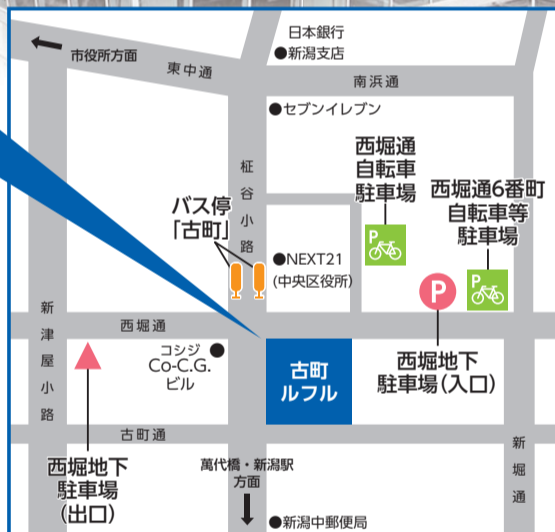 日本銀行
●新潟支店
市役所方面
東中通
南浜通
●セブンイレブン
西堀通
自転車
駐車場
西堀通6番町
自転車等
駐車場
柾谷小路
バス停
「古町」
P
●NEXT21
(中央区役所)
P
P
新津屋小路
西堀通
コシジ
Co-C.G.
ビル
古町
ルフル
西堀地下
駐車場(入口)
古町通
新堀通
西堀地下
駐車場
(出口)
萬代橋・新潟駅
方面
●新潟中郵便局